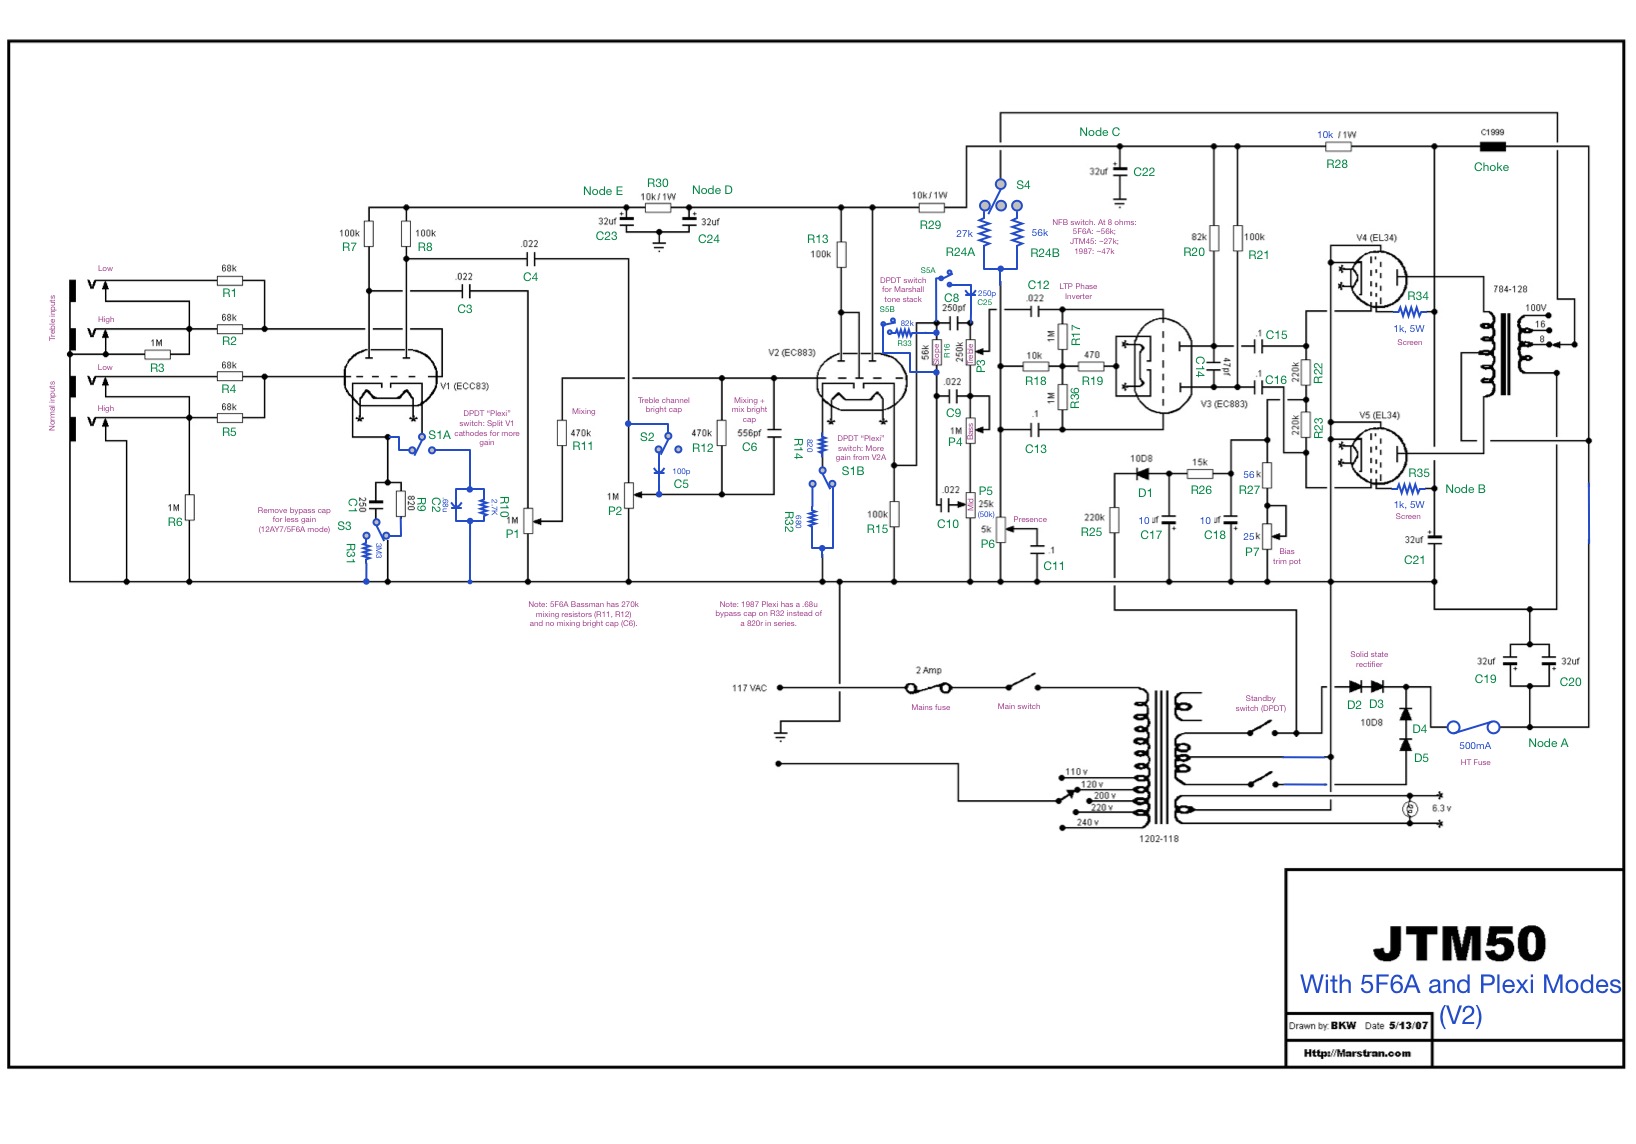 Node C
C1999
10k / 1W
R28
Choke
32uf
C22
S4
Node E
R30
10k / 1W
Node D
10k / 1W
R29
32uf
C23
32uf
C24
27k
R24A
56k
R24B
NFB switch. At 8 ohms:
5F6A: ~56k;
JTM45: ~27k;
1987: ~47k
82k
R20
100k
R21
V4 (EL34)
100k
R7
100k
R8
.022
C4
.022
C3
R13
100k
S5A
DPDT switch
for Marshall
tone stack
S5B
82k
R33
C8
250pf
250p
C25
C12
.022
LTP Phase
Inverter
784-128
100V
16
8
R34
1k, 5W
Screen
Treble inputs
Low
68k
R1
High
68k
R2
1M
R3
Normal inputs
Low
68k
R4
High
68k
R5
1M
R6
V1 (ECC83)
V2 (EC883)
56k
Slope
R16
250k
Treble
P3
1M
R17
10k
R18
470
R19
1M
R36
C14
47pf
V3 (EC883)
.1
C15
.1
C16
220k
R22
220k
R23
V5 (EL34)
R35
1k, 5W
Screen
Node B
32uf
C21
DPDT "Plexi"
switch: Split V1
cathodes for more
gain
S1A
Remove bypass cap
for less gain
(12AY7/5F6A mode)
C1
250
820
R9
C2
.68u
R10
2.7K
S3
R31
3M3
1M
P1
Mixing
470k
R11
Treble channel
bright cap
S2
100p
C5
1M
P2
470k
R12
Mixing +
mix bright
cap
556pf
C6
R14
820
DPDT "Plexi"
switch: More
gain from V2A
S1B
R32
680
100k
R15
.022
C9
1M
P4
Bass
.1
C13
.022
C10
P5
25k
(50k)
Mid
5k
P6
Presence
.1
C11
10D8
D1
15k
R26
220k
R25
10 uf
C17
10 uf
C18
56k
R27
25k
P7
Bias
trim pot
Note: 5F6A Bassman has 270k
mixing resistors (R11, R12)
and no mixing bright cap (C6).
Note: 1987 Plexi has a .68u
bypass cap on R32 instead of
a 820r in series.
117 VAC
2 Amp
Mains fuse
Main switch
Standby
switch (DPDT)
Solid state
rectifier
D2 D3
10D8
D4
D5
500mA
HT Fuse
32uf
C19
32uf
C20
Node A
110 v
120 v
200 v
220 v
240 v
1202-118
6.3 v
JTM50
With 5F6A and Plexi Modes
(V2)
Drawn by: BKW Date 5/13/07
Http://Marstran.com